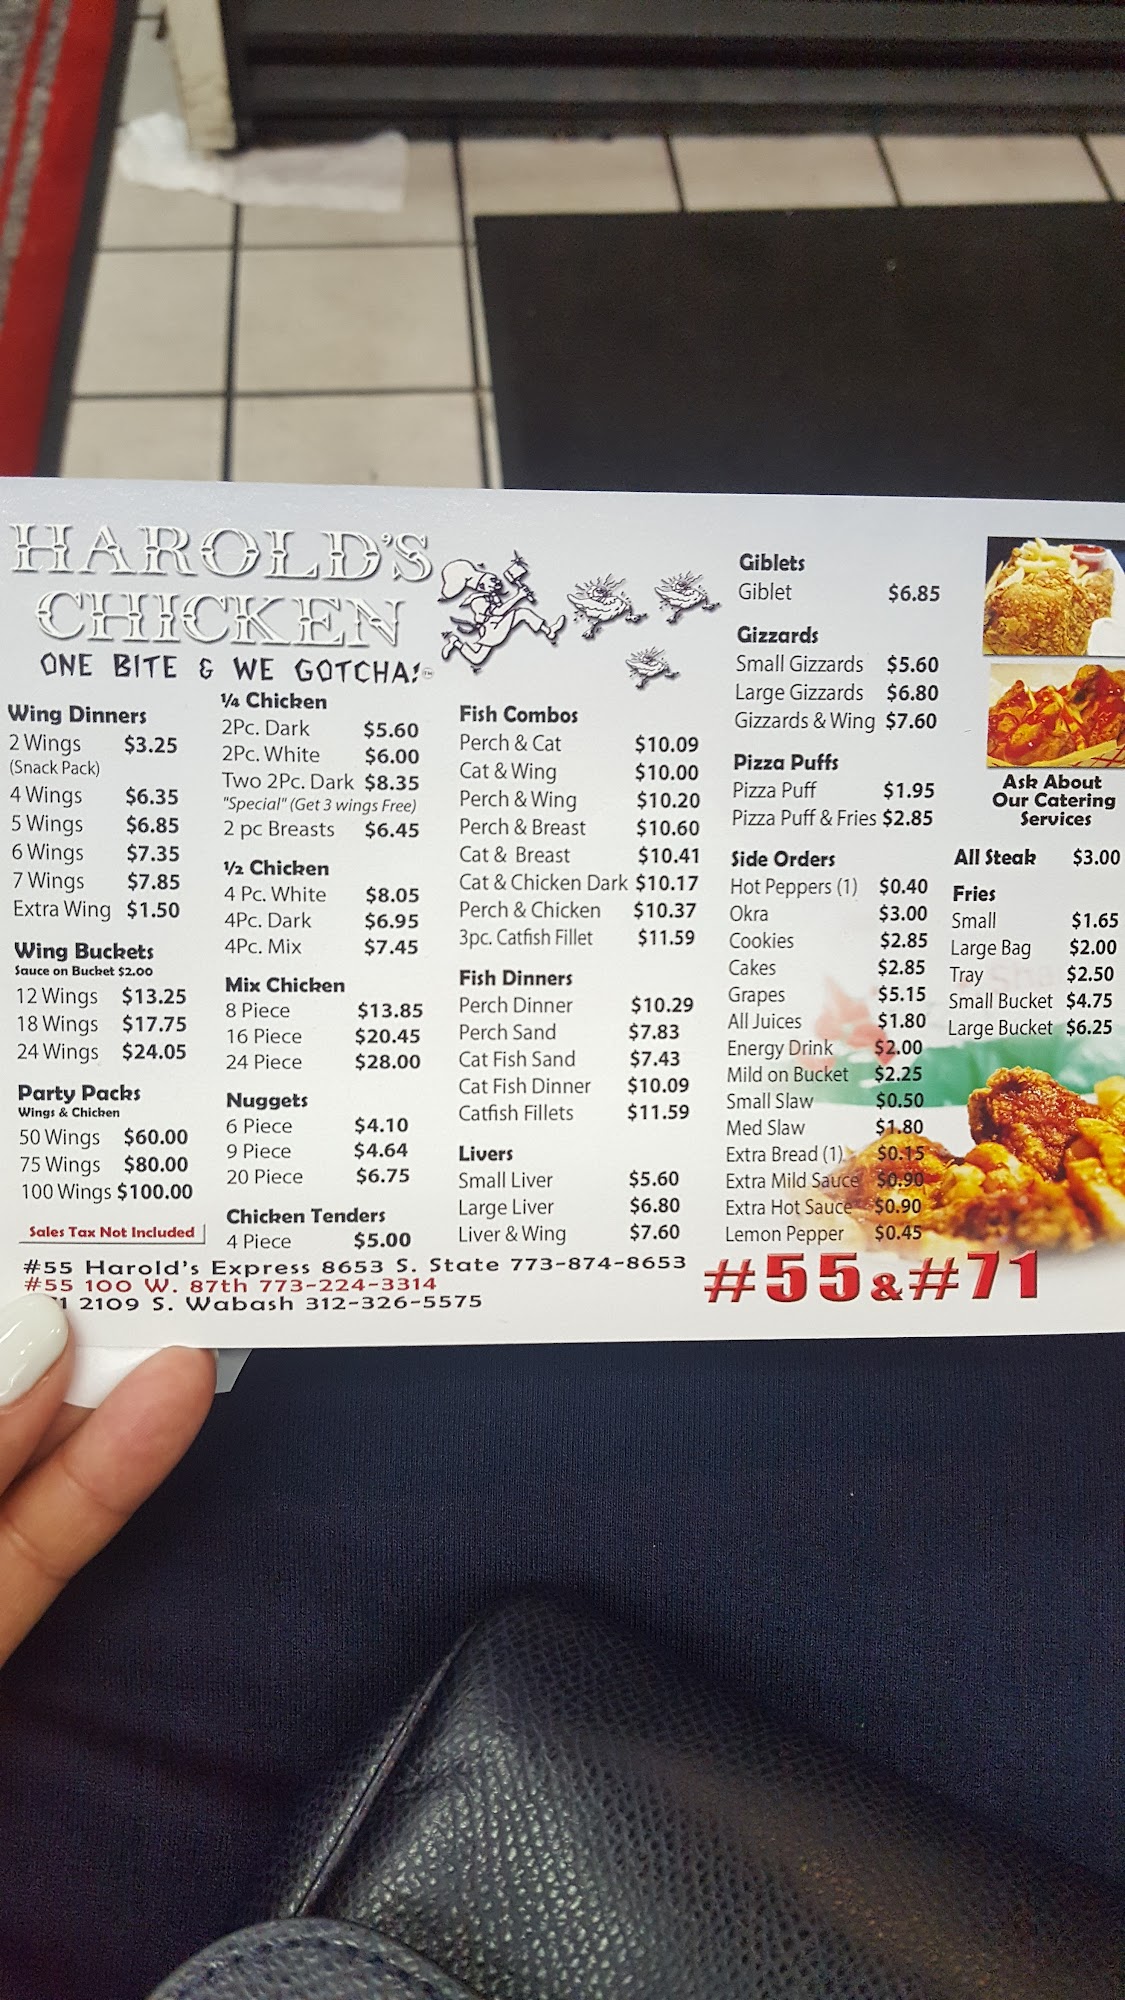 HAROLD'S
CHICKEN
ONE BITE & WE GOTCHA!™
Wing Dinners
2 Wings $3.25
(Snack Pack)
4 Wings $6.35
5 Wings $6.85
6 Wings $7.35
7 Wings $7.85
Extra Wing $1.50
Wing Buckets
Sauce on Bucket $2.00
12 Wings $13.25
18 Wings $17.75
24 Wings $24.05
Party Packs
Wings & Chicken
50 Wings $60.00
75 Wings $80.00
100 Wings $100.00
Sales Tax Not Included
¼ Chicken
2Pc. Dark $5.60
2Pc. White $6.00
Two 2Pc. Dark $8.35
"Special" (Get 3 wings Free)
2 pc Breasts $6.45
½ Chicken
4 Pc. White $8.05
4Pc. Dark $6.95
4Pc. Mix $7.45
Mix Chicken
8 Piece $13.85
16 Piece $20.45
24 Piece $28.00
Nuggets
6 Piece $4.10
9 Piece $4.64
20 Piece $6.75
Chicken Tenders
4 Piece $5.00
Fish Combos
Perch & Cat $10.09
Cat & Wing $10.00
Perch & Wing $10.20
Perch & Breast $10.60
Cat & Breast $10.41
Cat & Chicken Dark $10.17
Perch & Chicken $10.37
3pc. Catfish Fillet $11.59
Fish Dinners
Perch Dinner $10.29
Perch Sand $7.83
Cat Fish Sand $7.43
Cat Fish Dinner $10.09
Catfish Fillets $11.59
Livers
Small Liver $5.60
Large Liver $6.80
Liver & Wing $7.60
Giblets
Giblet $6.85
Gizzards
Small Gizzards $5.60
Large Gizzards $6.80
Gizzards & Wing $7.60
Pizza Puffs
Pizza Puff $1.95
Pizza Puff & Fries $2.85
Side Orders
Hot Peppers (1) $0.40
Okra $3.00
Cookies $2.85
Cakes $2.85
Grapes $5.15
All Juices $1.80
Energy Drink $2.00
Mild on Bucket $2.25
Small Slaw $0.50
Med Slaw $1.80
Extra Bread (1) $0.15
Extra Mild Sauce $0.90
Extra Hot Sauce $0.90
Lemon Pepper $0.45
Ask About
Our Catering
Services
All Steak $3.00
Fries
Small $1.65
Large Bag $2.00
Tray $2.50
Small Bucket $4.75
Large Bucket $6.25
#55 Harold's Express 8653 S. State 773-874-8653
#55 100 W. 87th 773-224-3314
1 2109 S. Wabash 312-326-5575
#55 & #71